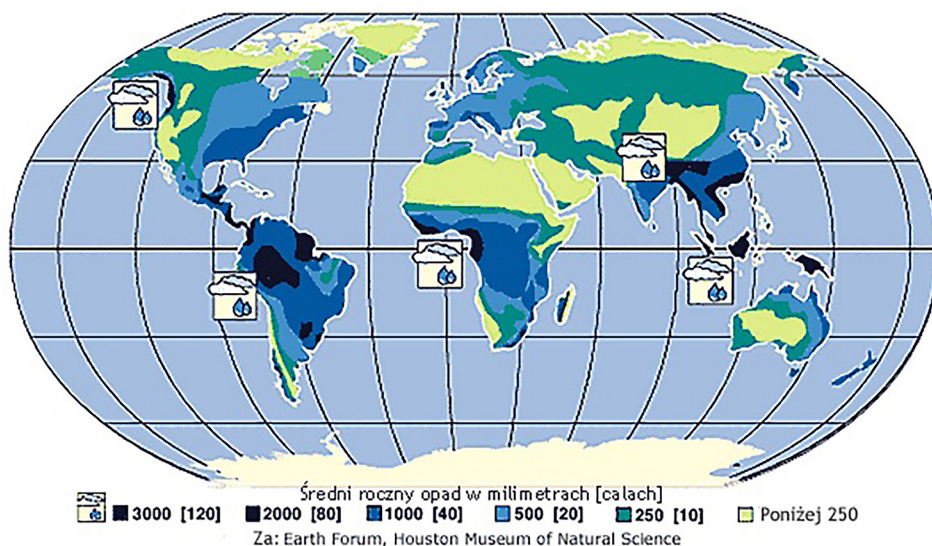 Średni roczny opad w milimetrach [calach]
3000 [120] 2000 [80] 1000 [40] 500 [20] 250 [10] Poniżej 250
Za: Earth Forum, Houston Museum of Natural Science